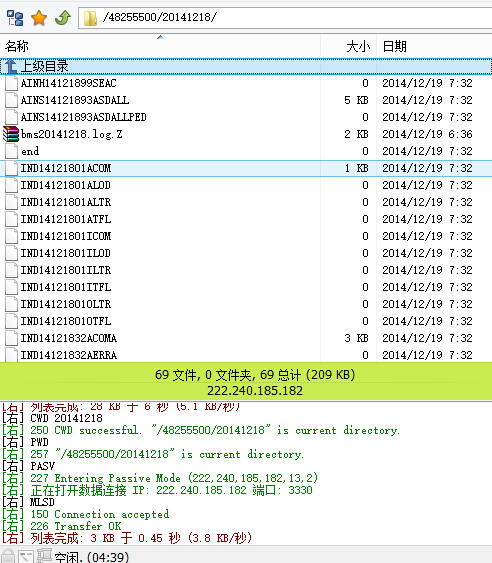 /48255500/20141218/
名称 大小 日期
上级目录
AINH14121899SEAC 0 2014/12/19 7:32
AINS14121893ASDALL 5 KB 2014/12/19 7:32
AINS14121893ASDALLPED 0 2014/12/19 7:32
bms20141218.log.Z 2 KB 2014/12/19 6:36
end 0 2014/12/19 7:32
IND14121801ACOM 1 KB 2014/12/19 7:32
IND14121801ALOD 0 2014/12/19 7:32
IND14121801ALTR 0 2014/12/19 7:32
IND14121801ATFL 0 2014/12/19 7:32
IND14121801ICOM 0 2014/12/19 7:32
IND14121801ILOD 0 2014/12/19 7:32
IND14121801ILTR 0 2014/12/19 7:32
IND14121801ITFL 0 2014/12/19 7:32
IND14121801OLTR 0 2014/12/19 7:32
IND14121801OTFL 0 2014/12/19 7:32
IND14121832ACOMA 3 KB 2014/12/19 7:32
IND14121832AERRA 0 2014/12/19 7:32
69 文件, 0 文件夹, 69 总计 (209 KB)
222.240.185.182
[右] 列表完成: 28 KB 于 6 秒 (5.1 KB/秒)
[右] CWD 20141218
[右] 250 CWD successful. "/48255500/20141218" is current directory.
[右] PWD
[右] 257 "/48255500/20141218" is current directory.
[右] PASV
[右] 227 Entering Passive Mode (222,240,185,182,13,2)
[右] 正在打开数据连接 IP: 222.240.185.182 端口: 3330
[右] MLSD
[右] 150 Connection accepted
[右] 226 Transfer OK
[右] 列表完成: 3 KB 于 0.45 秒 (3.8 KB/秒)
空闲. (04:39)